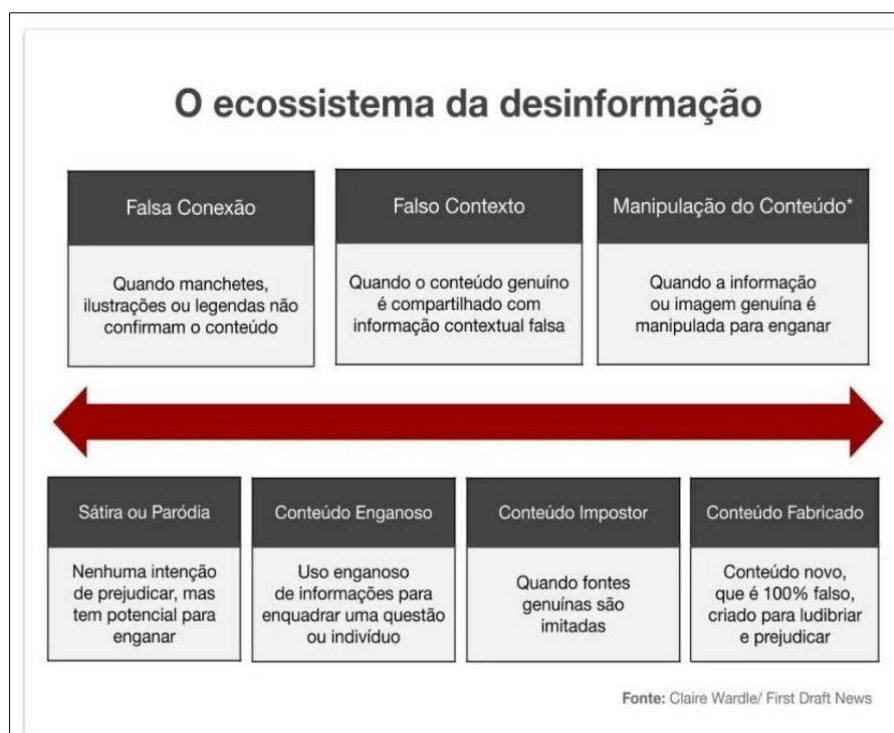 O ecossistema da desinformação
Falsa Conexão
Quando manchetes,
ilustrações ou legendas não
confirmam o conteúdo
Falso Contexto
Quando o conteúdo genuíno
é compartilhado com
informação contextual falsa
Manipulação do Conteúdo*
Quando a informação
ou imagem genuína é
manipulada para enganar
Sátira ou Paródia
Nenhuma intenção
de prejudicar, mas
tem potencial para
enganar
Conteúdo Enganoso
Uso enganoso
de informações para
enquadrar uma questão
ou indivíduo
Conteúdo Impostor
Quando fontes
genuínas são
imitadas
Conteúdo Fabricado
Conteúdo novo,
que é 100% falso,
criado para ludibriar
e prejudicar
Fonte: Claire Wardle/ First Draft News